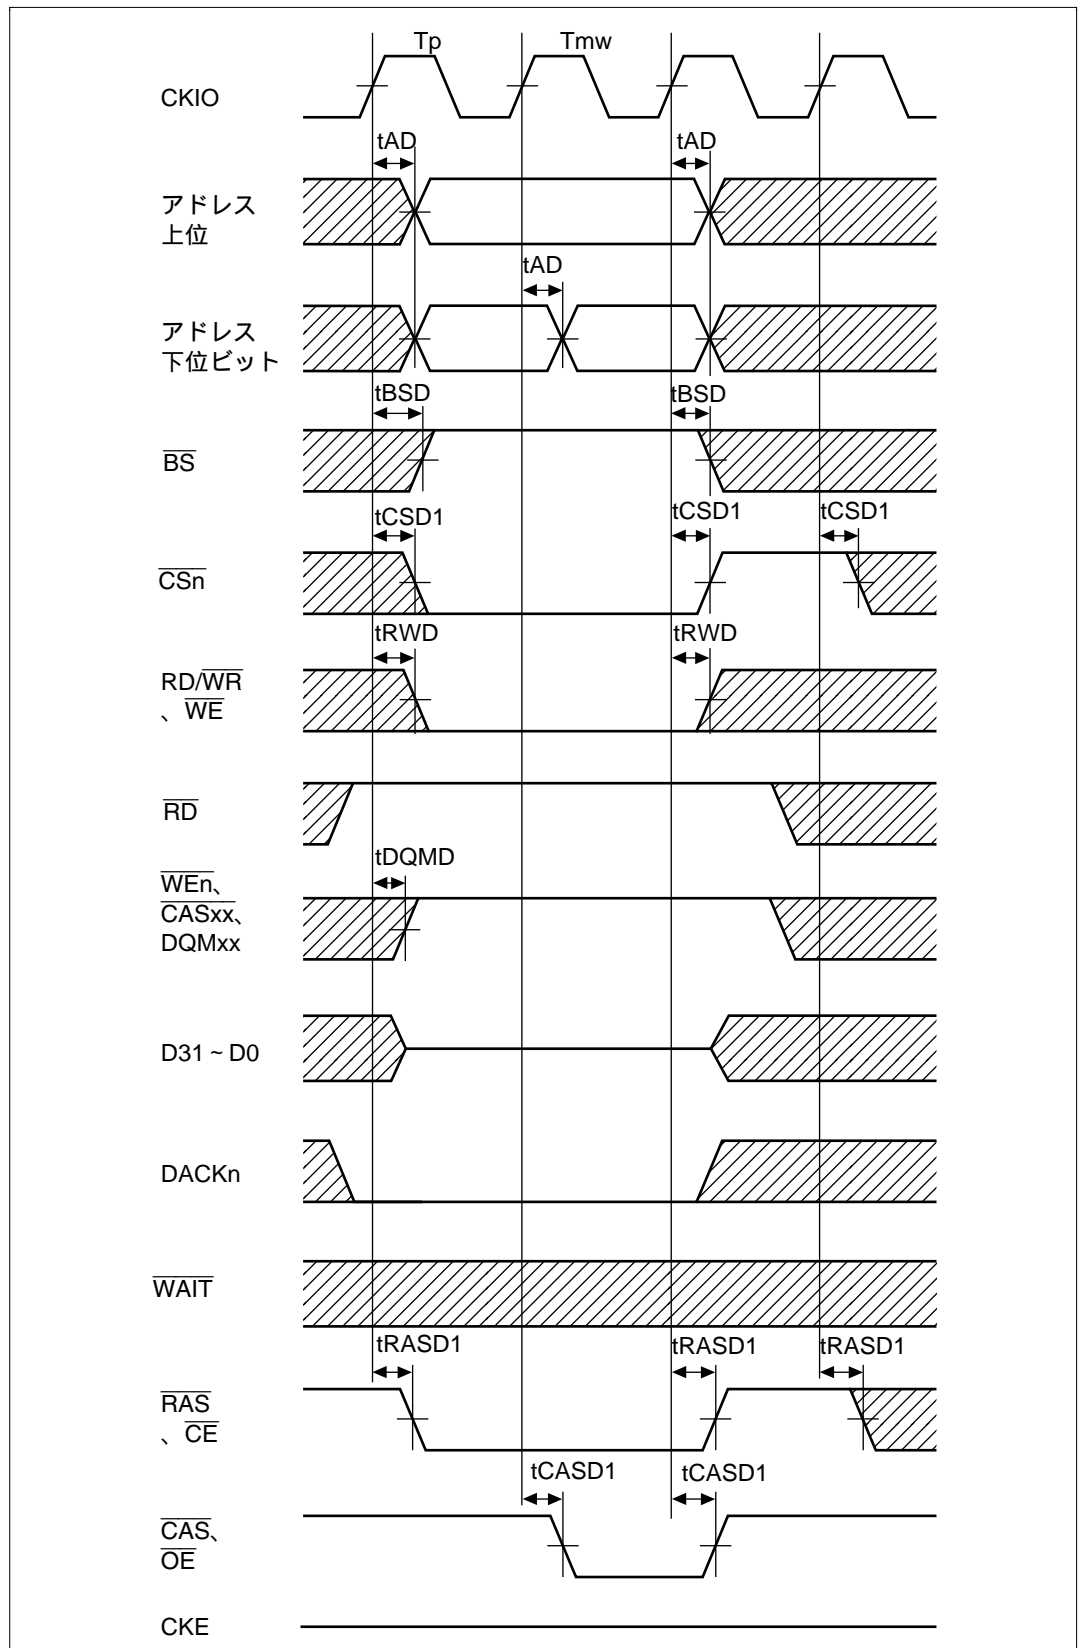 Tp
Tmw
CKIO
tAD
tAD
アドレス
上位
tAD
アドレス
下位ビット
tBSD
tBSD
BS
tCSD1
tCSD1
tCSD1
CSn
tRWD
tRWD
RD/WR
、WE
RD
tDQMD
WEn、
CASxx、
DQMxx
D31 ~ D0
DACKn
WAIT
tRASD1
tRASD1
tRASD1
RAS
、CE
tCASD1
tCASD1
CAS、
OE
CKE